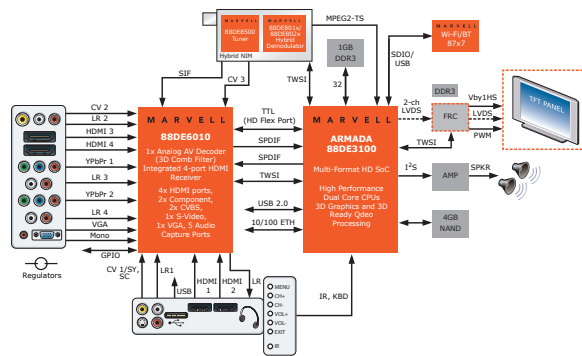 MARVELL
88DE8500
Tuner
MARVELL
88DE801x/
88DE802x
Hybrid
Demodulator
Hybrid NIM
MPEG2-TS
1GB
DDR3
SDIO/
USB
MARVELL
Wi-Fi/BT
87x7
SIF
CV 3
TWSI
32
CV 2
LR 2
HDMI 3
HDMI 4
YPbPr 1
LR 3
YPbPr 2
LR 4
VGA
Mono
GPIO
Regulators
MARVELL
88DE6010
1x Analog AV Decoder
(3D Comb Filter)
Integrated 4-port HDMI
Receiver
4x HDMI ports,
2x Component,
2x CVBS,
1x S-Video,
1x VGA, 5 Audio
Capture Ports
TTL
(HD Flex Port)
SPDIF
SPDIF
TWSI
USB 2.0
10/100 ETH
MARVELL
ARMADA
88DE3100
Multi-Format HD SoC
High Performance
Dual Core CPUs
3D Graphics and 3D
Ready Qdeo
Processing
2-ch
LVDS
DDR3
FRC
Vby1HS
LVDS
PWM
TFT PANEL
TWSI
I²S
AMP
SPKR
4GB
NAND
CV 1/SY,
SC
LR1
USB
HDMI
1
HDMI
2
LR
MENU
CH+
CH-
VOL+
VOL-
EXIT
IR
IR, KBD